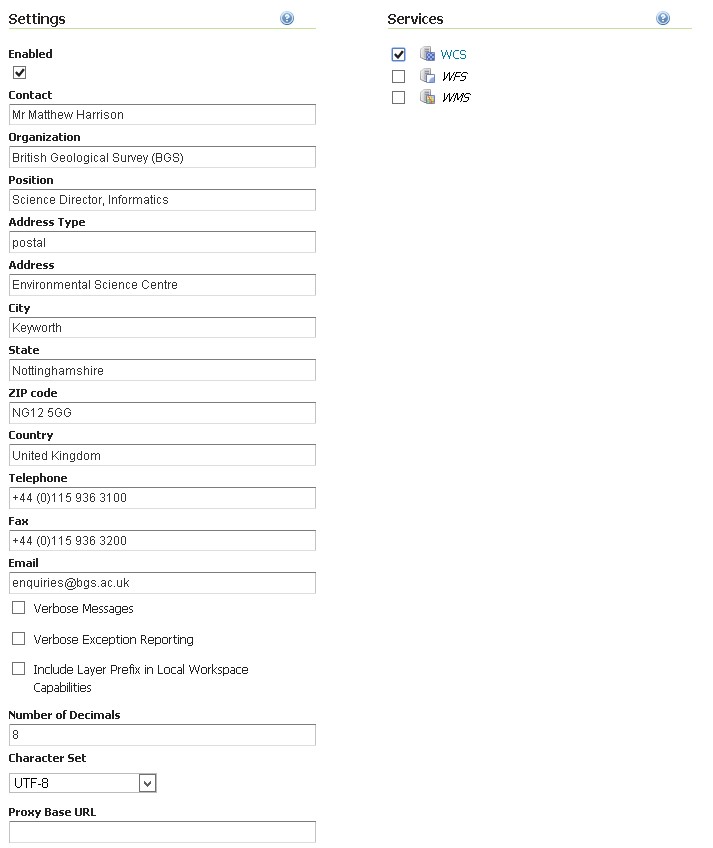 Settings
Enabled
Contact
Mr Matthew Harrison
Organization
British Geological Survey (BGS)
Position
Science Director, Informatics
Address Type
postal
Address
Environmental Science Centre
City
Keyworth
State
Nottinghamshire
ZIP code
NG12 5GG
Country
United Kingdom
Telephone
+44 (0)115 936 3100
Fax
+44 (0)115 936 3200
Email
enquiries@bgs.ac.uk
Verbose Messages
Verbose Exception Reporting
Include Layer Prefix in Local Workspace
Capabilities
Number of Decimals
8
Character Set
UTF-8
Proxy Base URL
Services
WCS
WFS
WMS